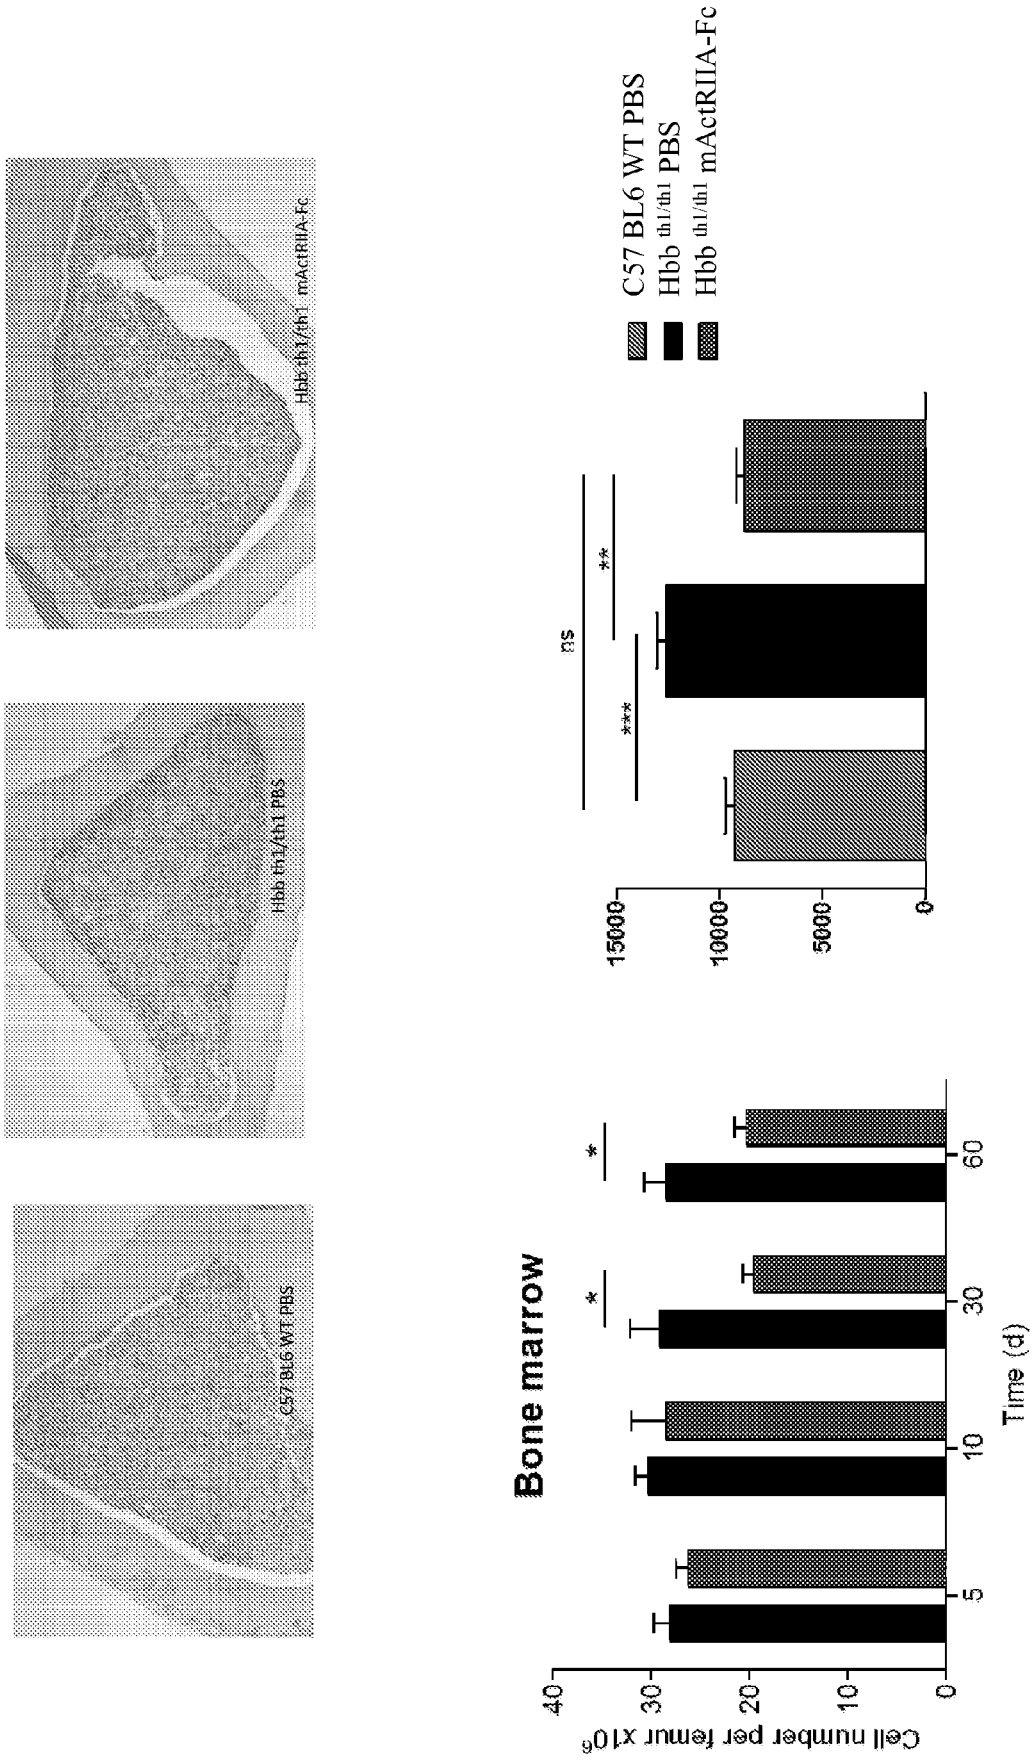 C57 BL6 WT PBS
Hbb th1/th1 PBS
Hbb th1/th1 mActRIIA-Fc
Bone marrow
Cell number per femur x10⁶
40
30
20
10
0
*
*
5
10
30
60
Time (d)
15000
10000
5000
0
ns
***
**
C57 BL6 WT PBS
Hbb th1/th1 PBS
Hbb th1/th1 mActRIIA-Fc